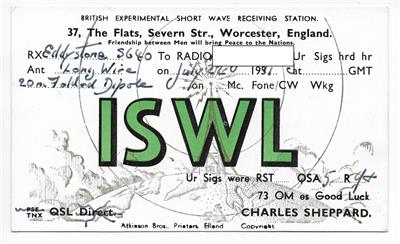 BRITISH EXPERIMENTAL SHORT WAVE RECEIVING STATION.
37, The Flats, Severn Str., Worcester, England.
Friendship between Men will bring Peace to the Nations.
RX Eddystone S640 To RADIO Ur Sigs hrd hr
Ant Long Wire on July 1951 at GMT
20m Folded Dipole on Mc. Fone/CW Wkg
ISWL
Ur Sigs were RST QSA 5 R
73 OM es Good Luck
PSE
TNX QSL Direct. CHARLES SHEPPARD.
Atkinson Bros., Printers, Elland Copyright